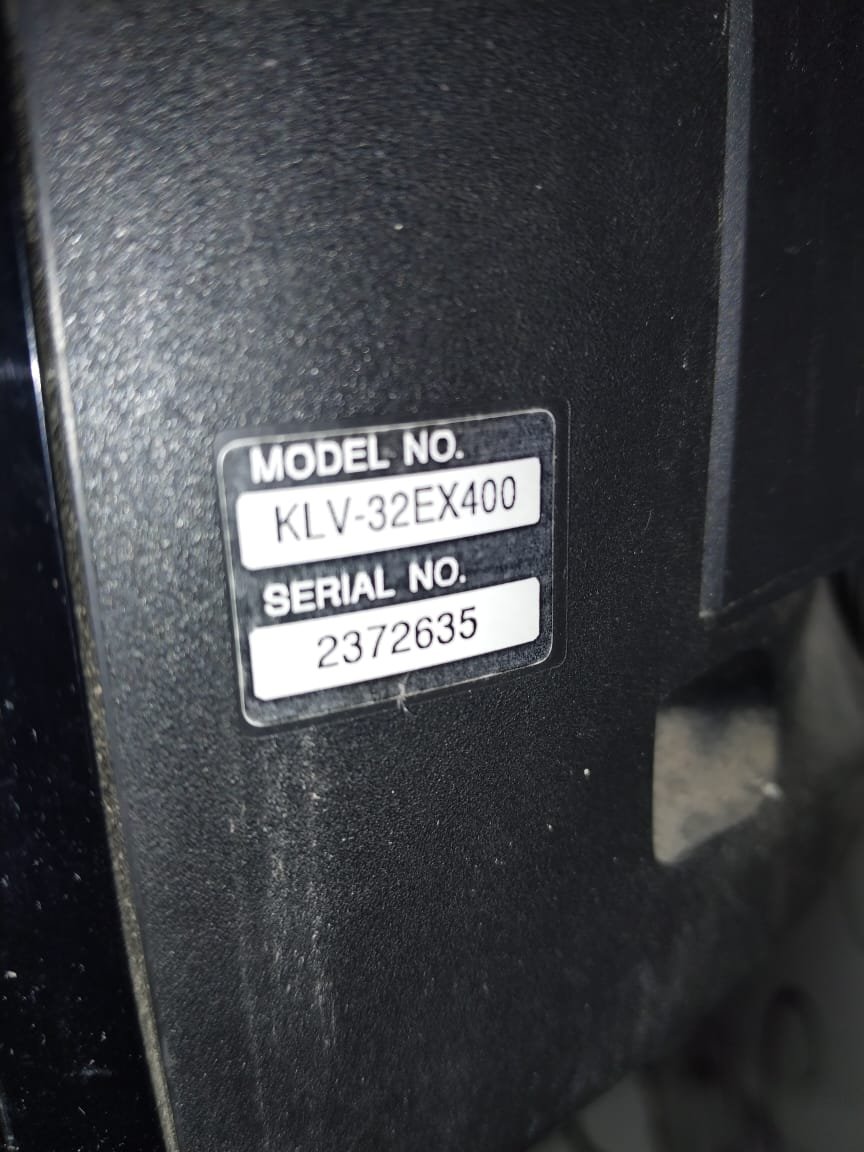 MODEL NO.
KLV-32EX400
SERIAL NO.
2372635